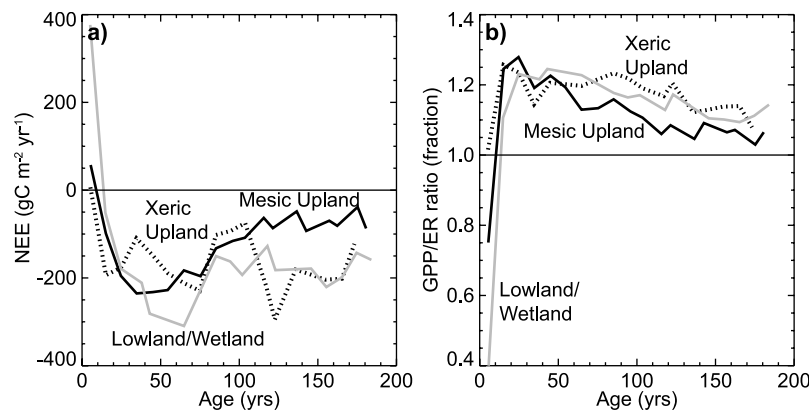 a)
400
200
0
-200
-400
NEE (gC m⁻² yr⁻¹)
Xeric
Upland
Mesic Upland
Lowland/Wetland
0
50
100
150
200
Age (yrs)
b)
1.4
1.2
1.0
0.8
0.6
0.4
GPP/ER ratio (fraction)
Xeric
Upland
Mesic Upland
Lowland/
Wetland
0
50
100
150
200
Age (yrs)